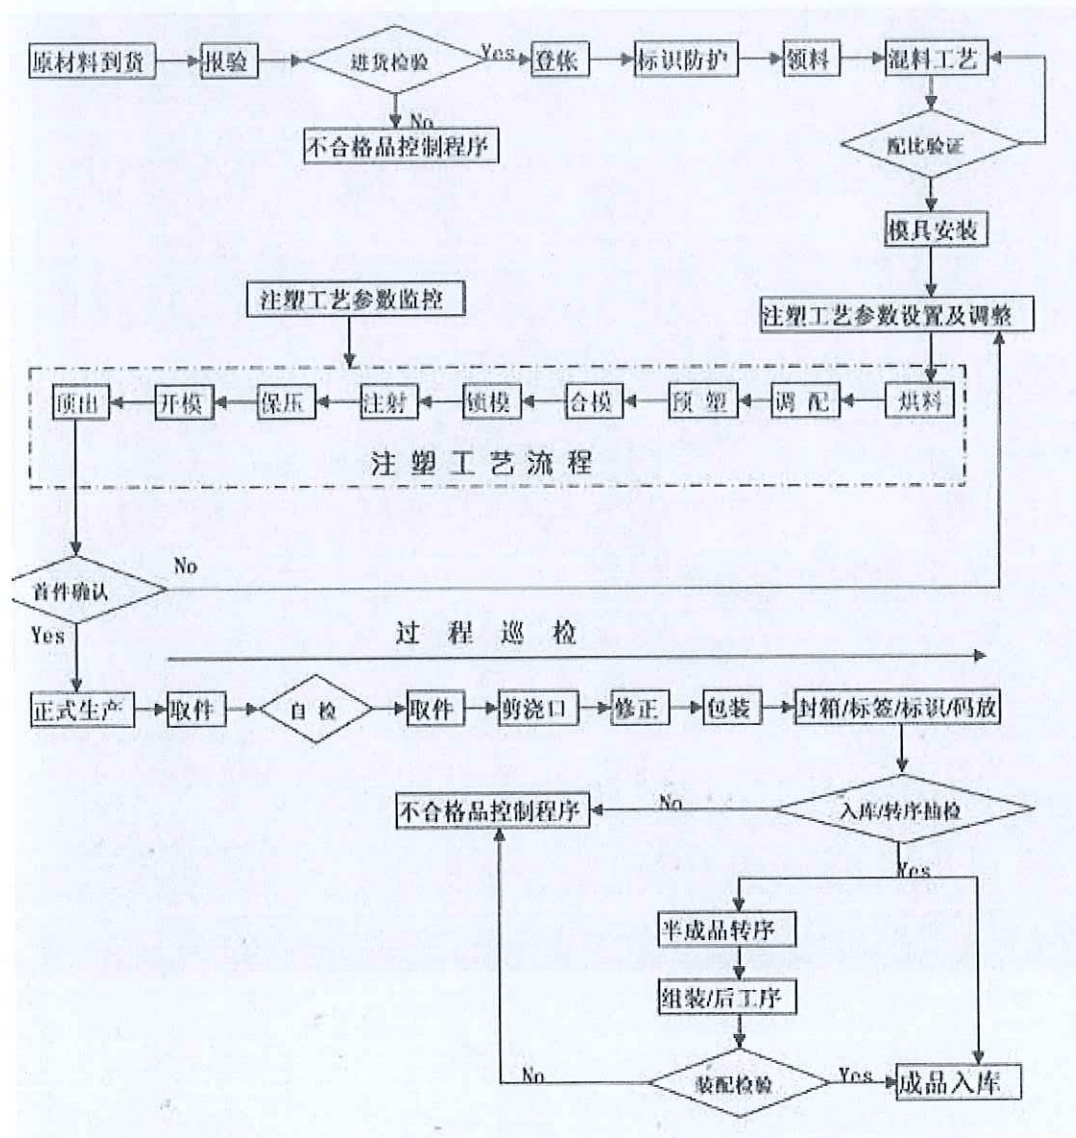 原材料到货 报验 进货检验 Yes 登帐 标识防护 领料 混料工艺
No
不合格品控制程序 配比验证
模具安装
注塑工艺参数监控 注塑工艺参数设置及调整
顶出 开模 保压 注射 锁模 合模 预塑 调配 烘料
注塑工艺流程
首件确认 No
Yes 过程巡检
正式生产 取件 自检 取件 剪浇口 修正 包装 封箱/标签/标识/码放
不合格品控制程序 No 入库/转序抽检
Yes
半成品转序
组装/后工序
No 装配检验 Yes 成品入库